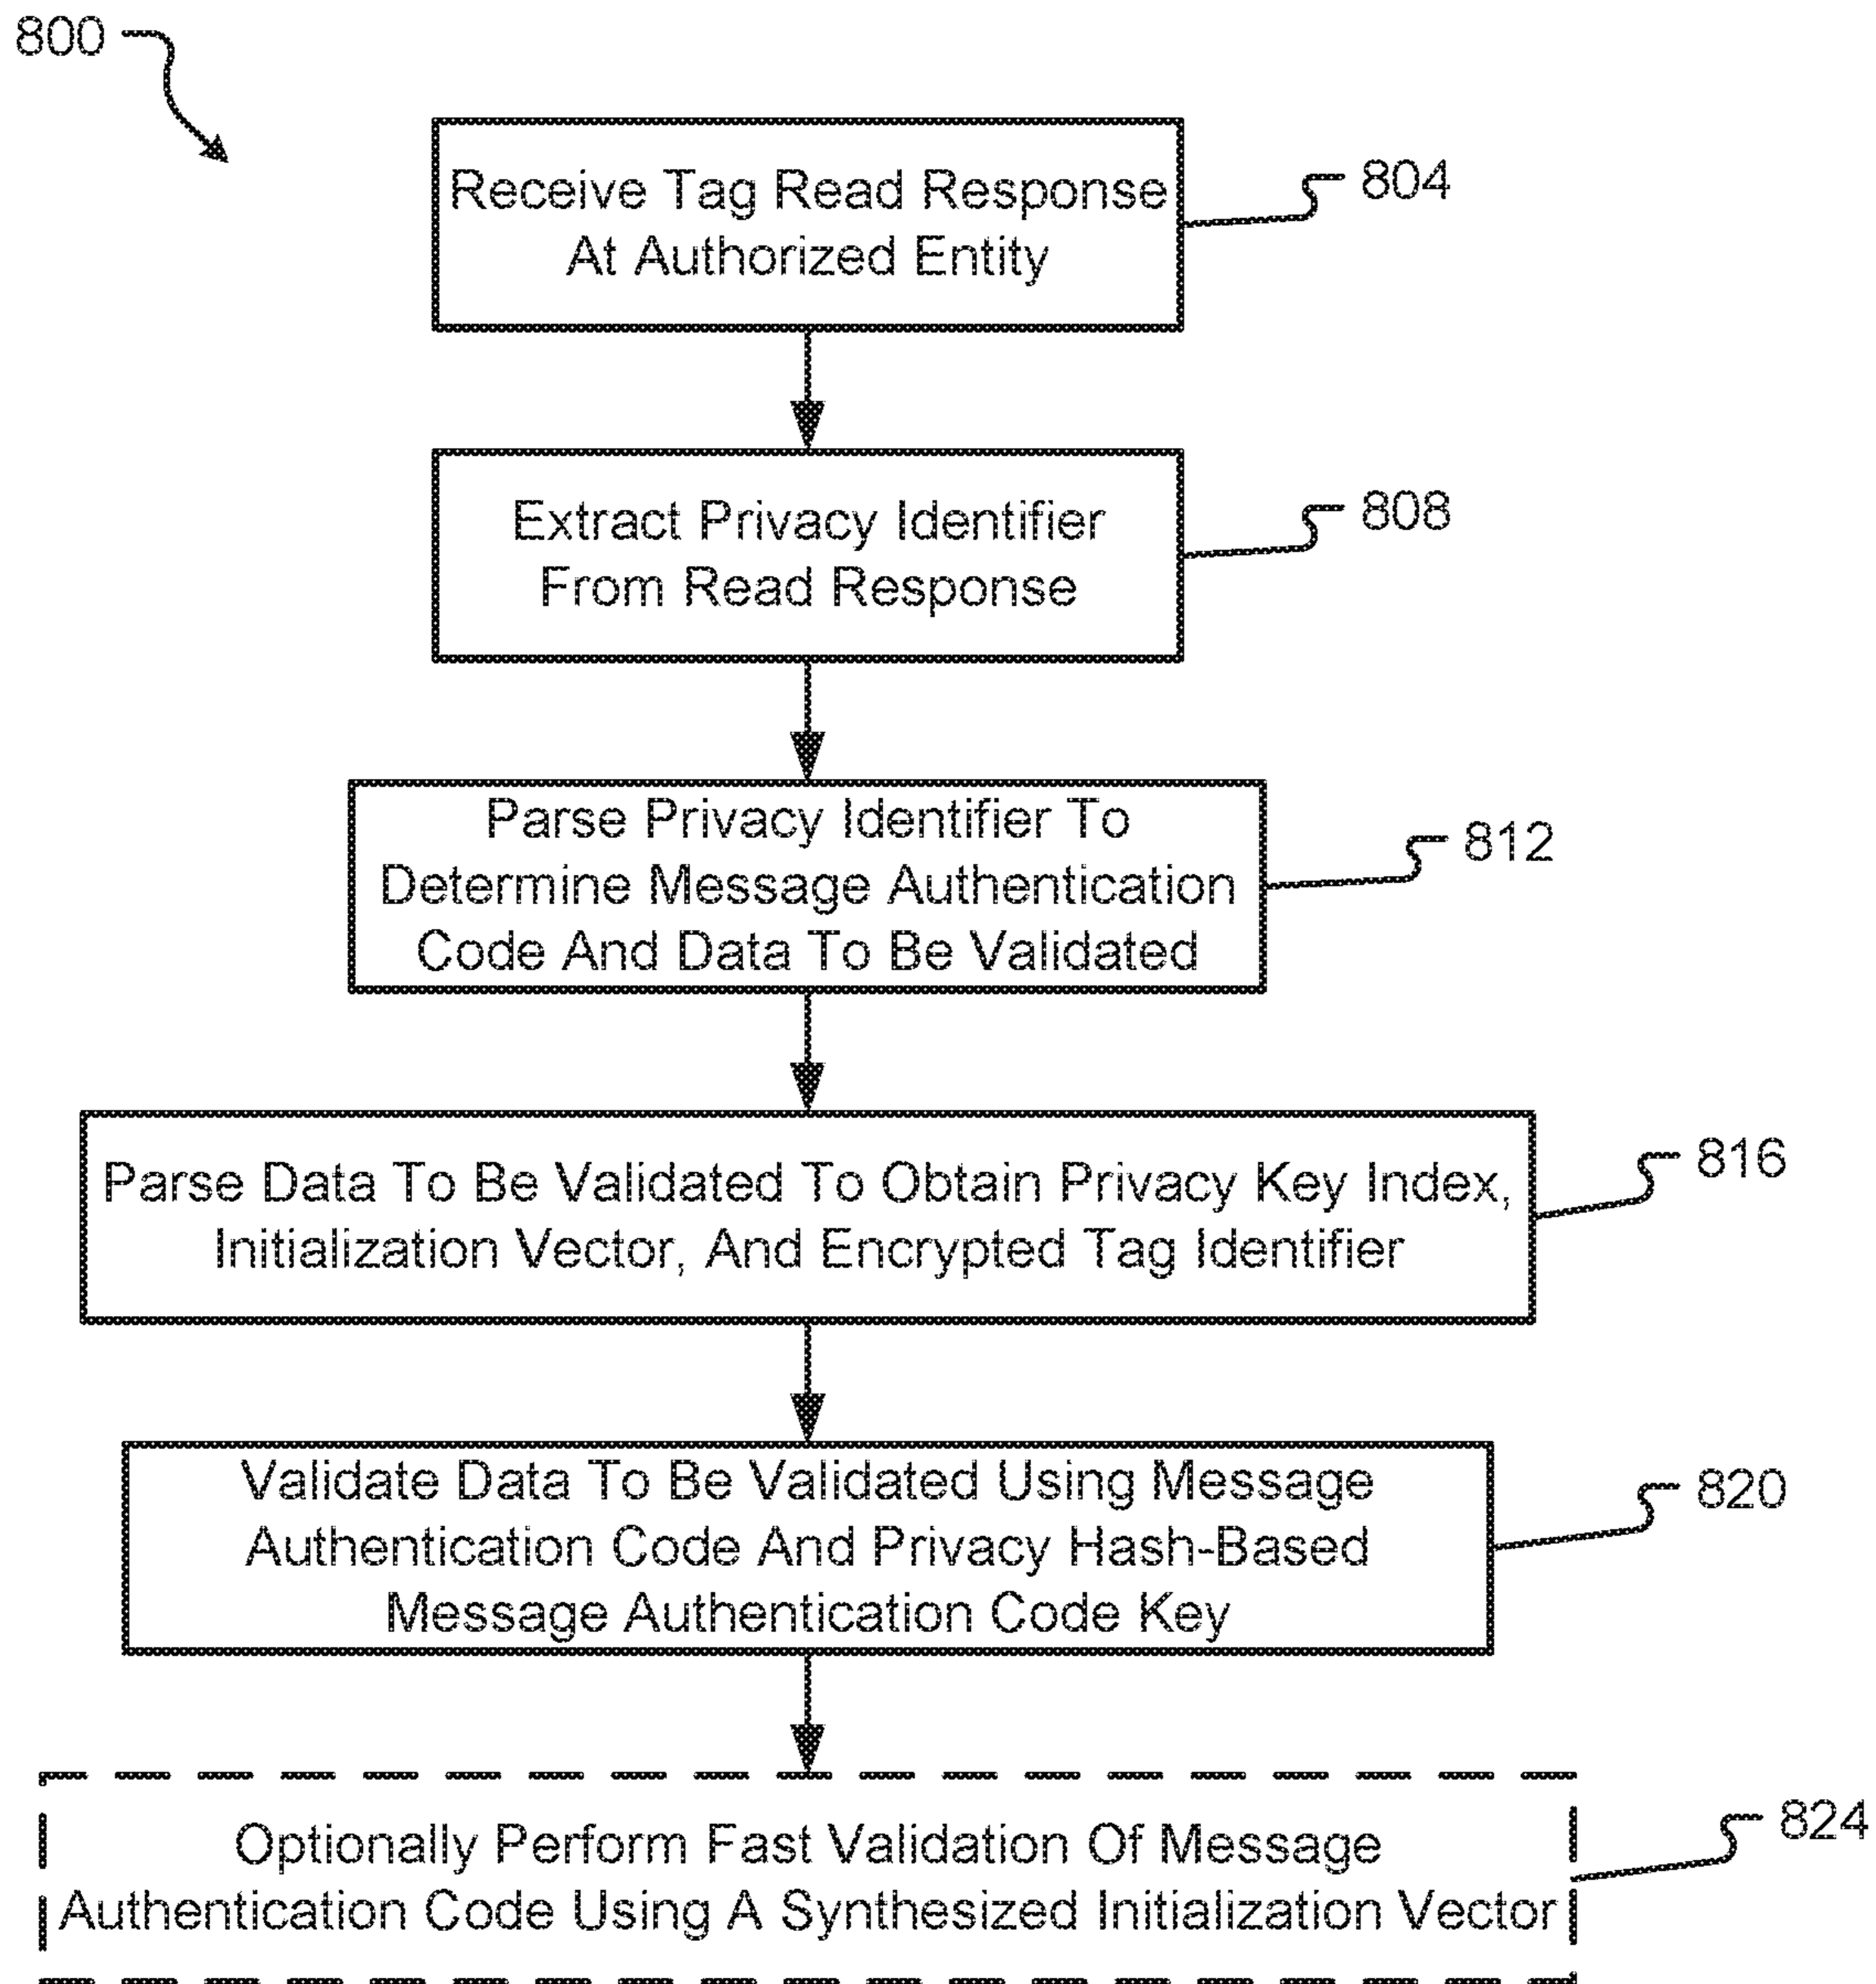 800
Receive Tag Read Response
At Authorized Entity
804
Extract Privacy Identifier
From Read Response
808
Parse Privacy Identifier To
Determine Message Authentication
Code And Data To Be Validated
812
Parse Data To Be Validated To Obtain Privacy Key Index,
Initialization Vector, And Encrypted Tag Identifier
816
Validate Data To Be Validated Using Message
Authentication Code And Privacy Hash-Based
Message Authentication Code Key
820
Optionally Perform Fast Validation Of Message
Authentication Code Using A Synthesized Initialization Vector
824